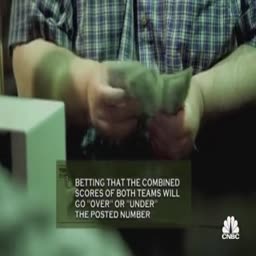 BETTING THAT THE COMBINED
SCORES OF BOTH TEAMS WILL
GO "OVER" OR "UNDER"
THE POSTED NUMBER
CNBC